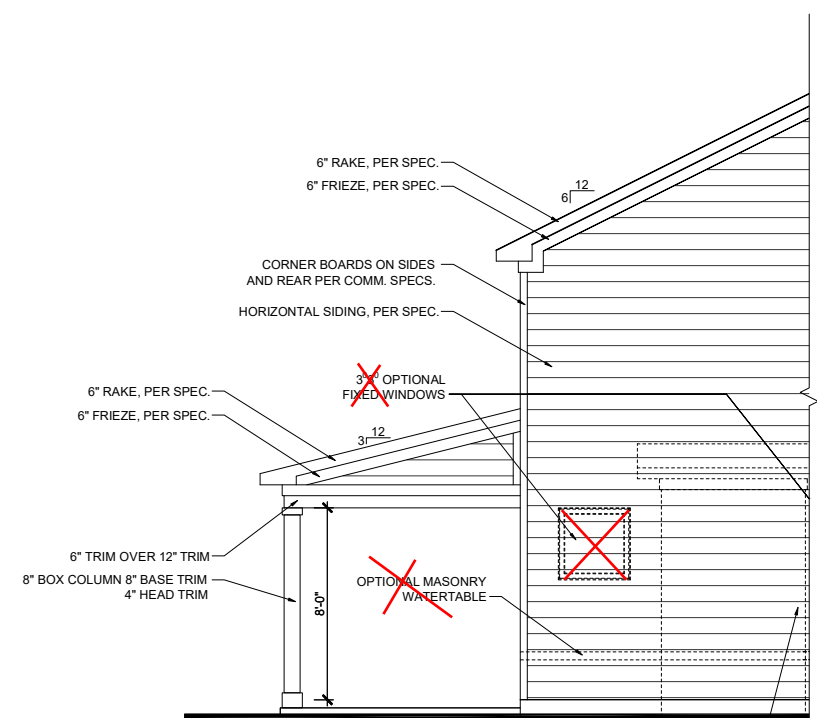 6" RAKE, PER SPEC.
6" FRIEZE, PER SPEC.
12
6
CORNER BOARDS ON SIDES
AND REAR PER COMM. SPECS.
HORIZONTAL SIDING, PER SPEC.
OPTIONAL
FIXED WINDOWS
6" RAKE, PER SPEC.
6" FRIEZE, PER SPEC.
12
3
6" TRIM OVER 12" TRIM
8" BOX COLUMN 8" BASE TRIM
4" HEAD TRIM
8'-0"
OPTIONAL MASONRY
WATERTABLE